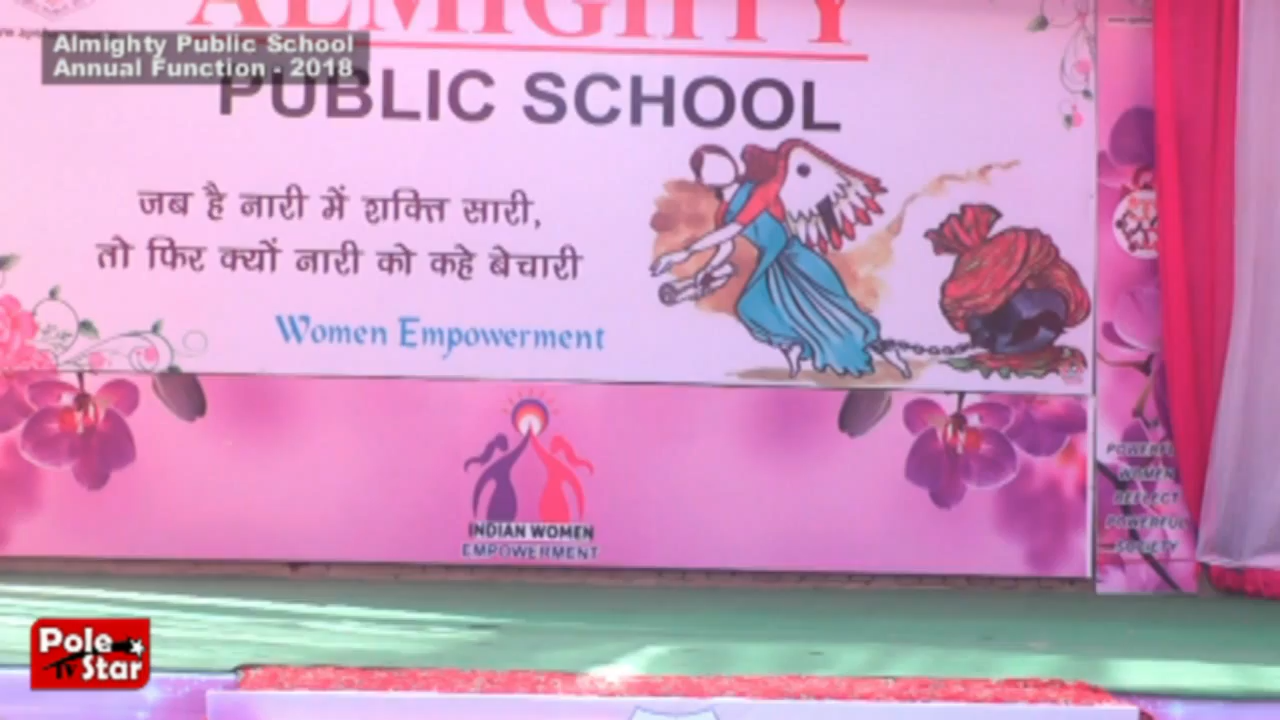 ALMIGHTY
Almighty Public School
Annual Function - 2018
PUBLIC SCHOOL
जब है नारी में शक्ति सारी,
तो फिर क्यों नारी को कहे बेचारी
Women Empowerment
INDIAN WOMEN
EMPOWERMENT
POWERFUL
WOMEN
REFLECT
POWERFUL
SOCIETY
Pole
Star